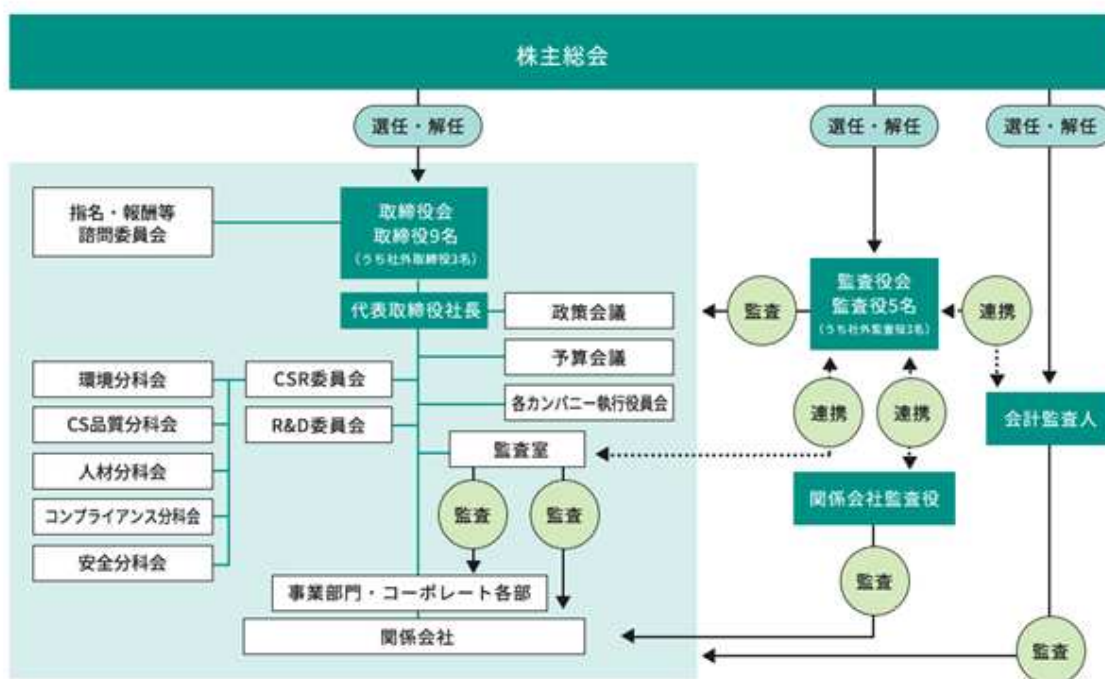 株主総会
選任・解任
選任・解任
選任・解任
指名・報酬等
諮問委員会
取締役会
取締役9名
(うち社外取締役3名)
代表取締役社長
政策会議
予算会議
各カンパニー執行役員会
監査
監査役会
監査役5名
(うち社外監査役3名)
連携
環境分科会
CSR委員会
CS品質分科会
R&D委員会
連携
連携
会計監査人
人材分科会
監査室
コンプライアンス分科会
監査
監査
関係会社監査役
安全分科会
監査
事業部門・コーポレート各部
関係会社
監査